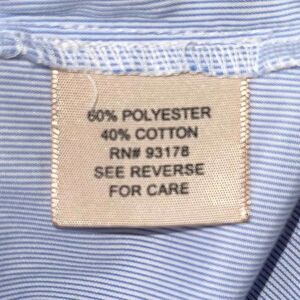 60% POLYESTER
40% COTTON
RN# 93178
SEE REVERSE
FOR CARE